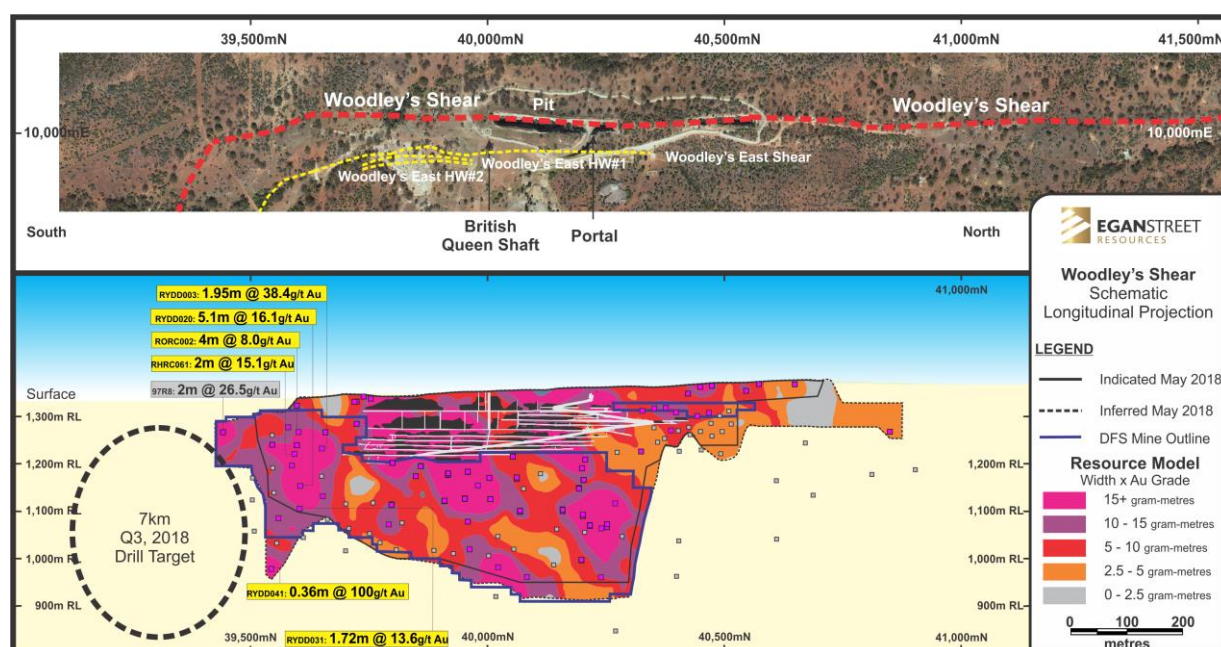 39,500mN 40,000mN 40,500mN 41,000mN 41,500mN
Woodley's Shear Pit Woodley's Shear
10,000mE
10,000mE
Woodley's East HW#1 Woodley's East Shear
Woodley's East HW#2
South British Queen Shaft Portal North
EGANSTREET
RESOURCES
Woodley's Shear
Schematic
Longitudinal Projection
LEGEND
Indicated May 2018
Inferred May 2018
DFS Mine Outline
Resource Model
Width x Au Grade
15+ gram-metres
10 - 15 gram-metres
5 - 10 gram-metres
2.5 - 5 gram-metres
0 - 2.5 gram-metres
0 100 200
metres
41,000mN
RYDD003: 1.95m @ 38.4g/t Au
RYDD020: 5.1m @ 16.1g/t Au
RORC002: 4m @ 8.0g/t Au
RHRC061: 2m @ 15.1g/t Au
97R8: 2m @ 26.5g/t Au
Surface
1,300m RL
1,200m RL 1,200m RL
1,100m RL 1,100m RL
1,000m RL 1,000m RL
900m RL 900m RL
7km
Q3, 2018
Drill Target
RYDD041: 0.36m @ 100g/t Au
RYDD031: 1.72m @ 13.6g/t Au
39,500mN 40,000mN 40,500mN 41,000mN